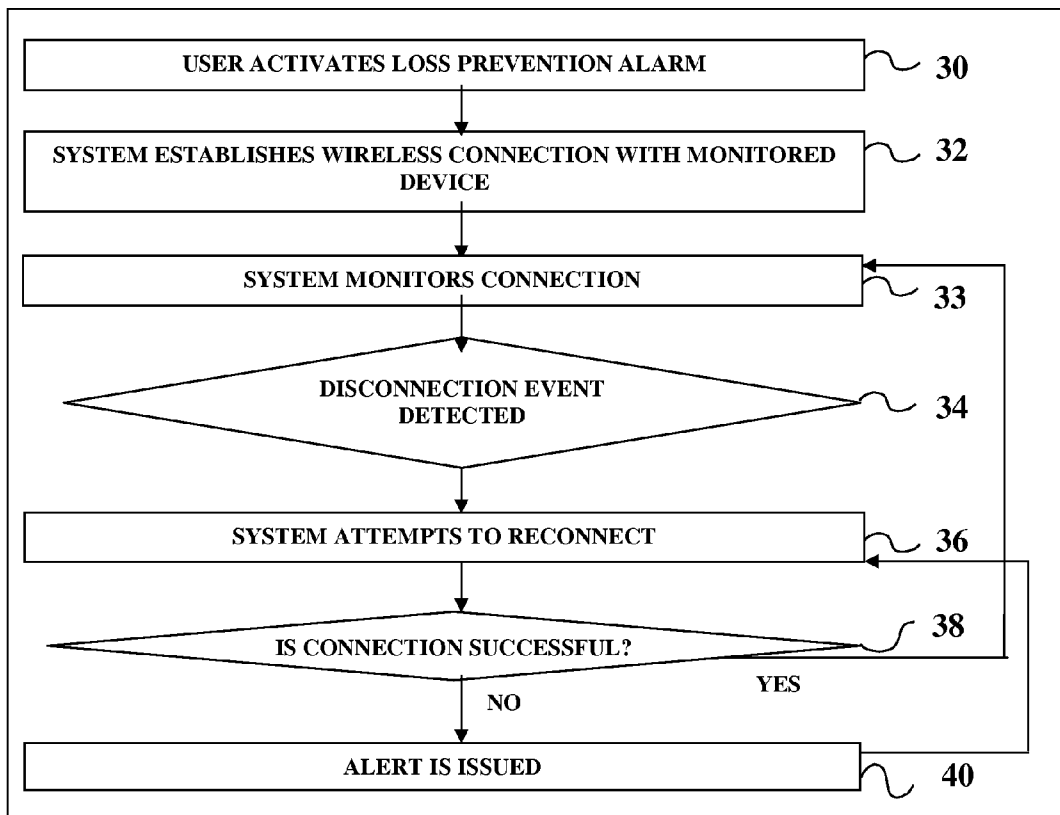 USER ACTIVATES LOSS PREVENTION ALARM
30
SYSTEM ESTABLISHES WIRELESS CONNECTION WITH MONITORED
DEVICE
32
SYSTEM MONITORS CONNECTION
33
DISCONNECTION EVENT
DETECTED
34
SYSTEM ATTEMPTS TO RECONNECT
36
IS CONNECTION SUCCESSFUL?
38
YES
NO
ALERT IS ISSUED
40